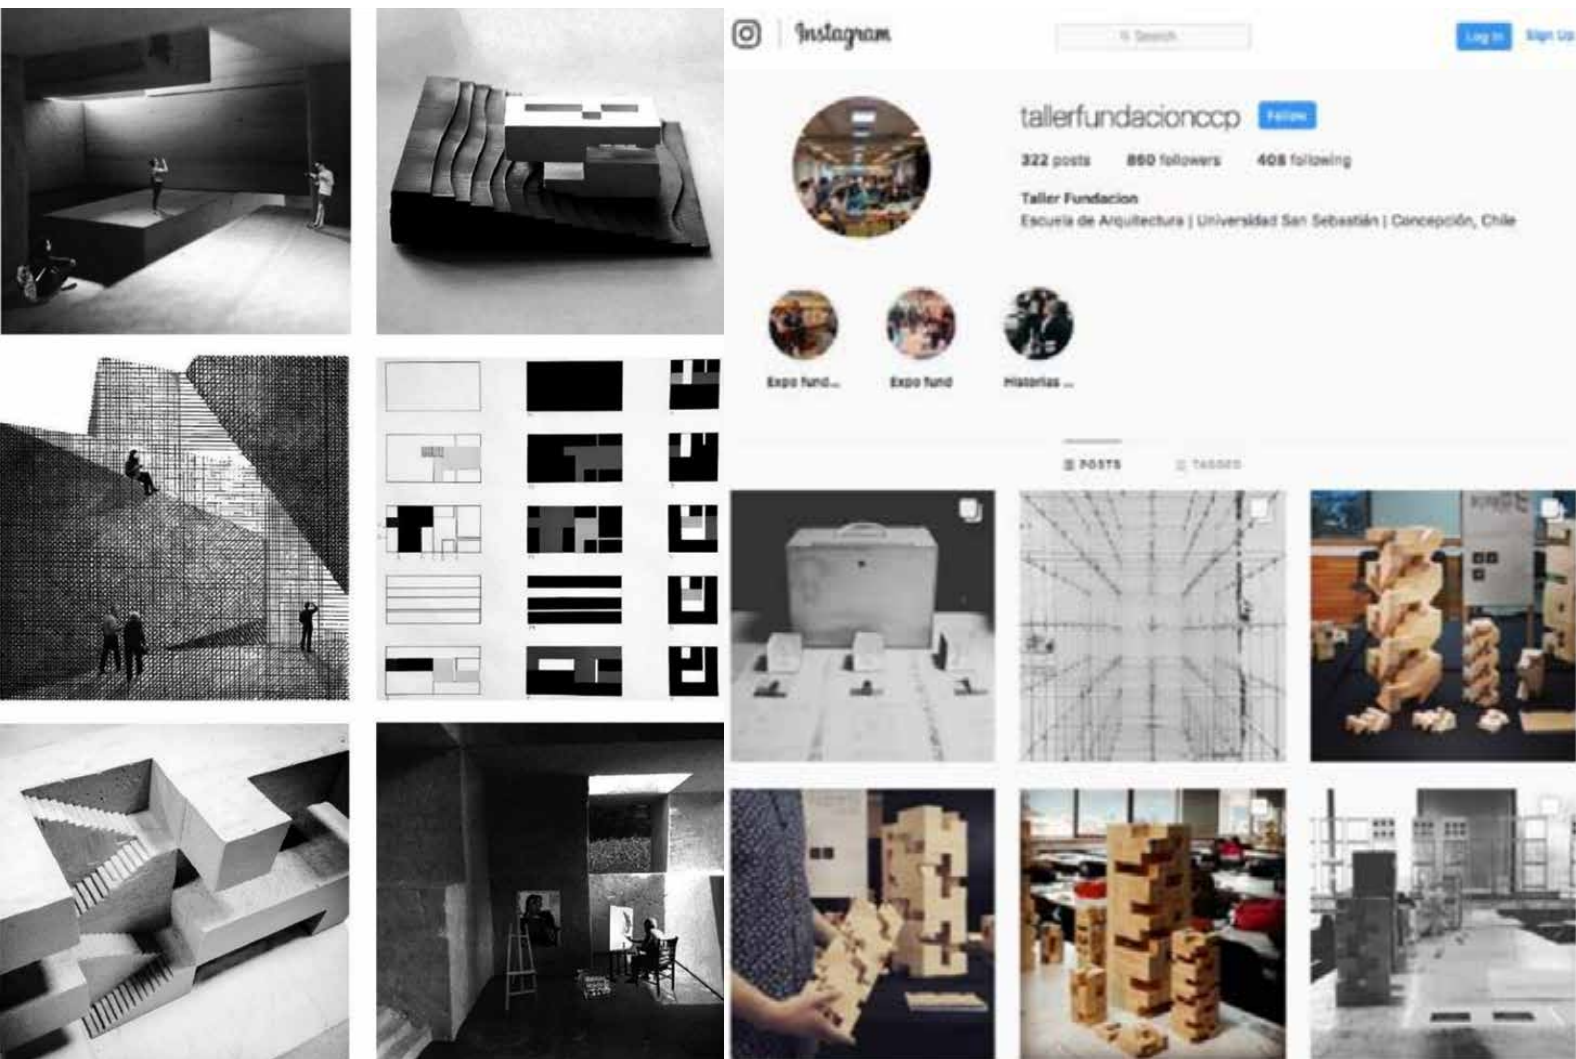 Instagram
Search
Log In
Sign Up
tallerfundacionccp
Follow
322 posts 860 followers 408 following
Taller Fundacion
Escuela de Arquitectura | Universidad San Sebastián | Concepción, Chile
Expo fund...
Expo fund
Historias ...
POSTS
TAGGED